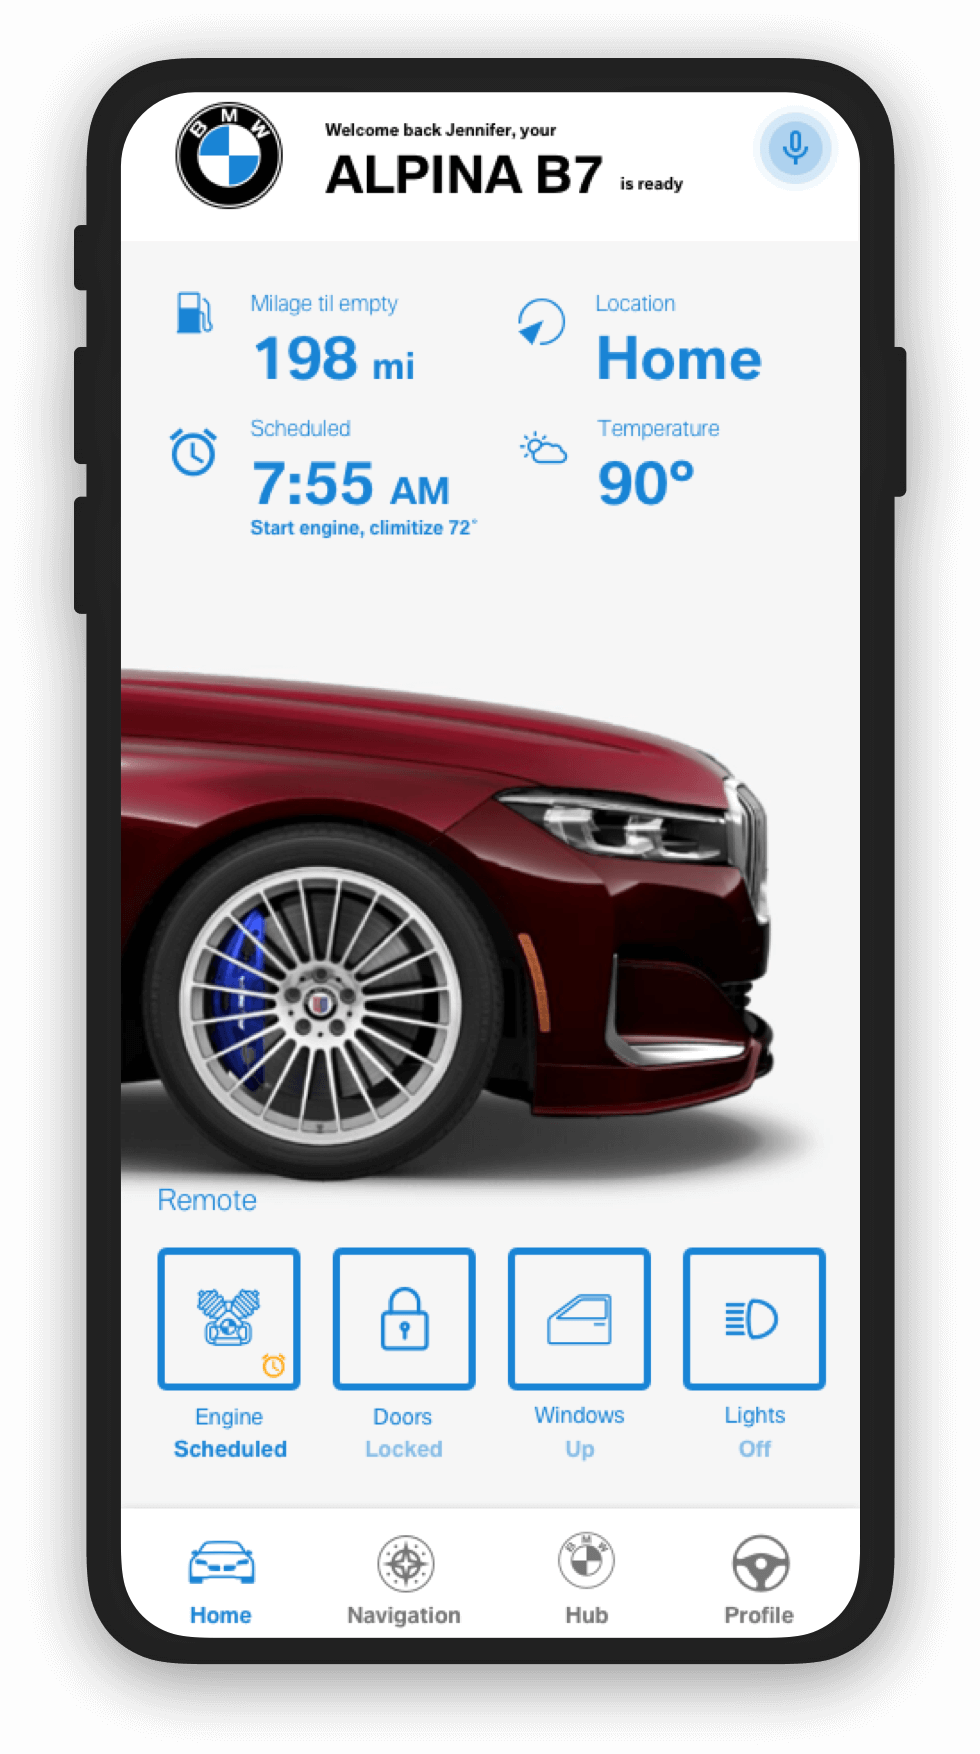 BMW
Welcome back Jennifer, your
ALPINA B7 is ready
Milage til empty
198 mi
Location
Home
Scheduled
7:55 AM
Start engine, climitize 72°
Temperature
90°
Remote
Engine
Scheduled
Doors
Locked
Windows
Up
Lights
Off
Home
Navigation
BMW
Hub
Profile